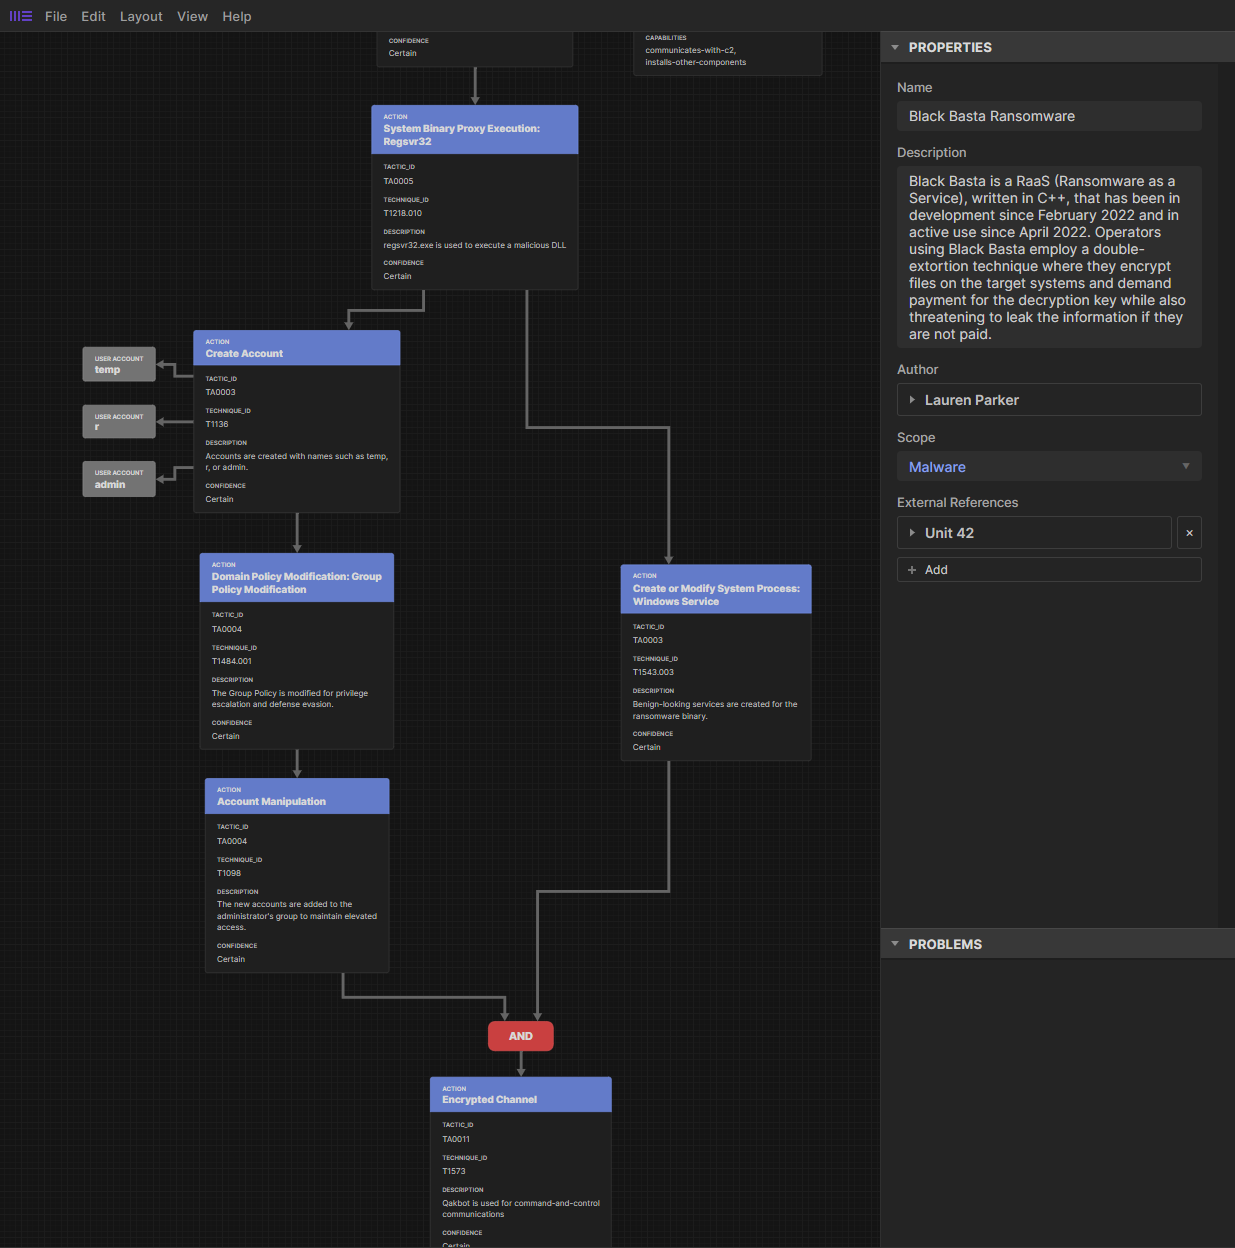 File Edit Layout View Help
CONFIDENCE
Certain
CAPABILITIES
communicates-with-c2,
installs-other-components
ACTION
System Binary Proxy Execution:
Regsvr32
TACTIC_ID
TA0005
TECHNIQUE_ID
T1218.010
DESCRIPTION
regsvr32.exe is used to execute a malicious DLL
CONFIDENCE
Certain
ACTION
Create Account
TACTIC_ID
TA0003
TECHNIQUE_ID
T1136
DESCRIPTION
Accounts are created with names such as temp,
r, or admin.
CONFIDENCE
Certain
USER ACCOUNT
temp
USER ACCOUNT
r
USER ACCOUNT
admin
ACTION
Domain Policy Modification: Group
Policy Modification
TACTIC_ID
TA0004
TECHNIQUE_ID
T1484.001
DESCRIPTION
The Group Policy is modified for privilege
escalation and defense evasion.
CONFIDENCE
Certain
ACTION
Create or Modify System Process:
Windows Service
TACTIC_ID
TA0003
TECHNIQUE_ID
T1543.003
DESCRIPTION
Benign-looking services are created for the
ransomware binary.
CONFIDENCE
Certain
ACTION
Account Manipulation
TACTIC_ID
TA0004
TECHNIQUE_ID
T1098
DESCRIPTION
The new accounts are added to the
administrator's group to maintain elevated
access.
CONFIDENCE
Certain
AND
ACTION
Encrypted Channel
TACTIC_ID
TA0011
TECHNIQUE_ID
T1573
DESCRIPTION
Qakbot is used for command-and-control
communications
CONFIDENCE
Certain
PROPERTIES
Name
Black Basta Ransomware
Description
Black Basta is a RaaS (Ransomware as a
Service), written in C++, that has been in
development since February 2022 and in
active use since April 2022. Operators
using Black Basta employ a double-
extortion technique where they encrypt
files on the target systems and demand
payment for the decryption key while also
threatening to leak the information if they
are not paid.
Author
Lauren Parker
Scope
Malware
External References
Unit 42
+ Add
PROBLEMS